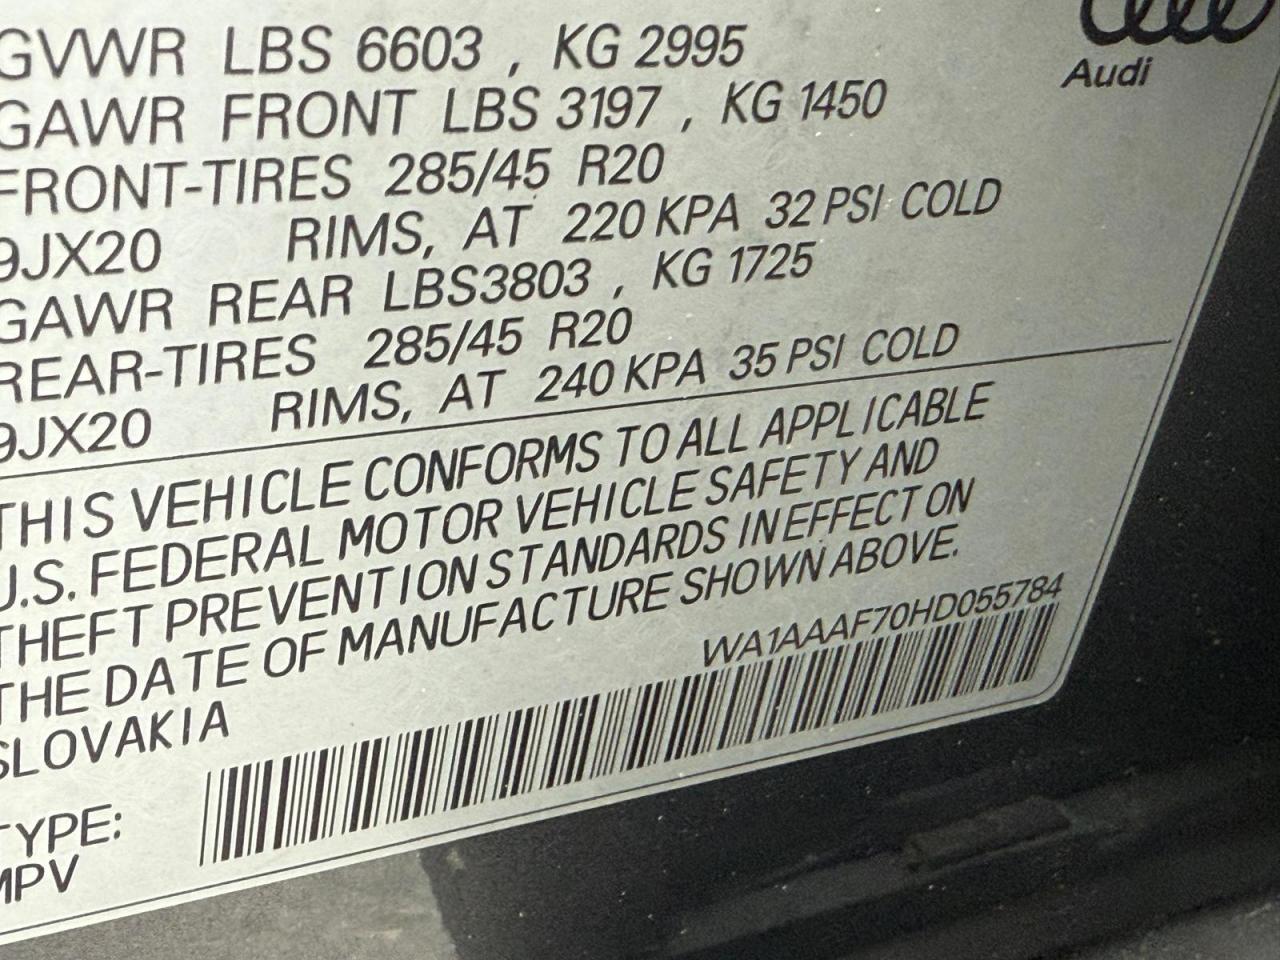 GVWR LBS 6603 , KG 2995
Audi
GAWR FRONT LBS 3197 , KG 1450
FRONT-TIRES 285/45 R20
9JX20 RIMS, AT 220 KPA 32 PSI COLD
GAWR REAR LBS3803 , KG 1725
REAR-TIRES 285/45 R20
9JX20 RIMS, AT 240 KPA 35 PSI COLD
THIS VEHICLE CONFORMS TO ALL APPLICABLE
U.S. FEDERAL MOTOR VEHICLE SAFETY AND
THEFT PREVENTION STANDARDS IN EFFECT ON
THE DATE OF MANUFACTURE SHOWN ABOVE.
SLOVAKIA
WA1AAAF70HD055784
TYPE:
MPV